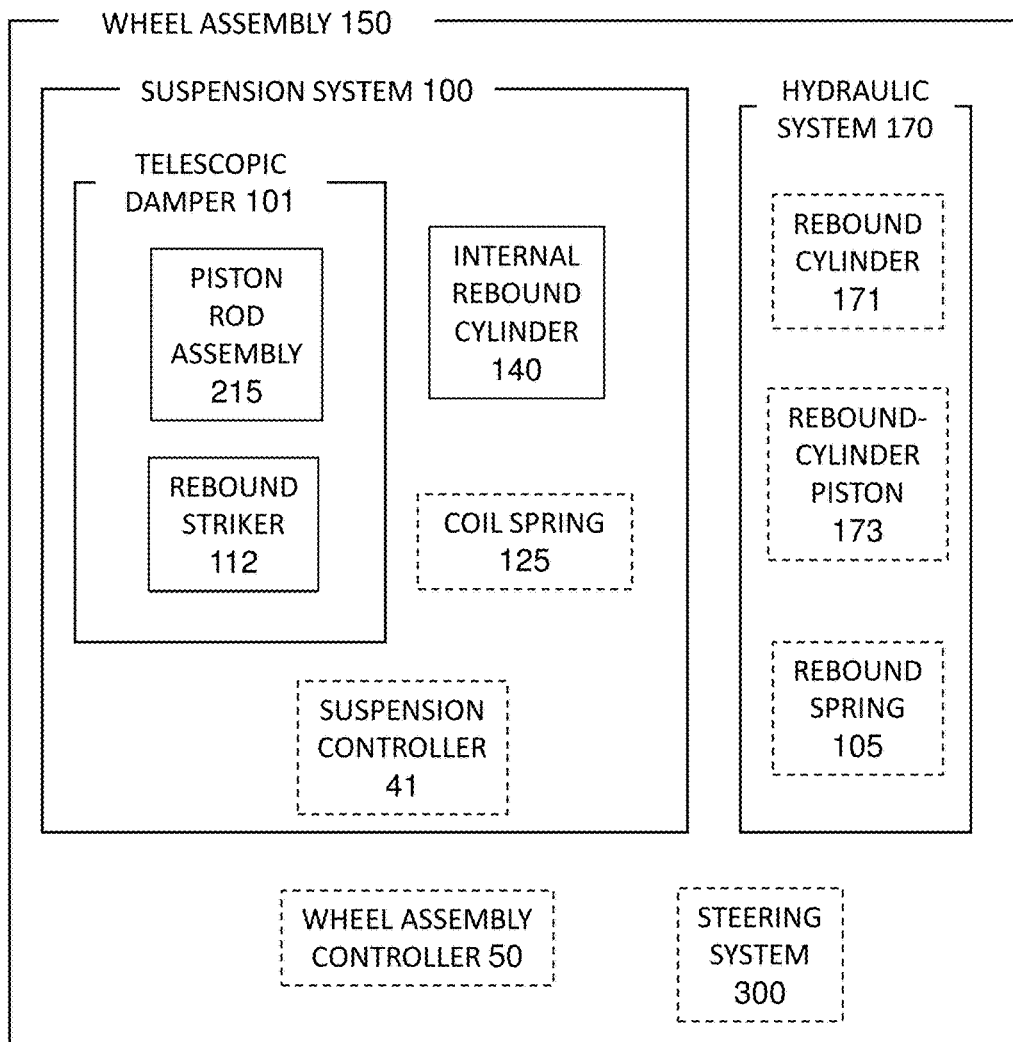 WHEEL ASSEMBLY 150
SUSPENSION SYSTEM 100
TELESCOPIC
DAMPER 101
PISTON
ROD
ASSEMBLY
215
REBOUND
STRIKER
112
INTERNAL
REBOUND
CYLINDER
140
COIL SPRING
125
SUSPENSION
CONTROLLER
41
HYDRAULIC
SYSTEM 170
REBOUND
CYLINDER
171
REBOUND-
CYLINDER
PISTON
173
REBOUND
SPRING
105
WHEEL ASSEMBLY
CONTROLLER 50
STEERING
SYSTEM
300